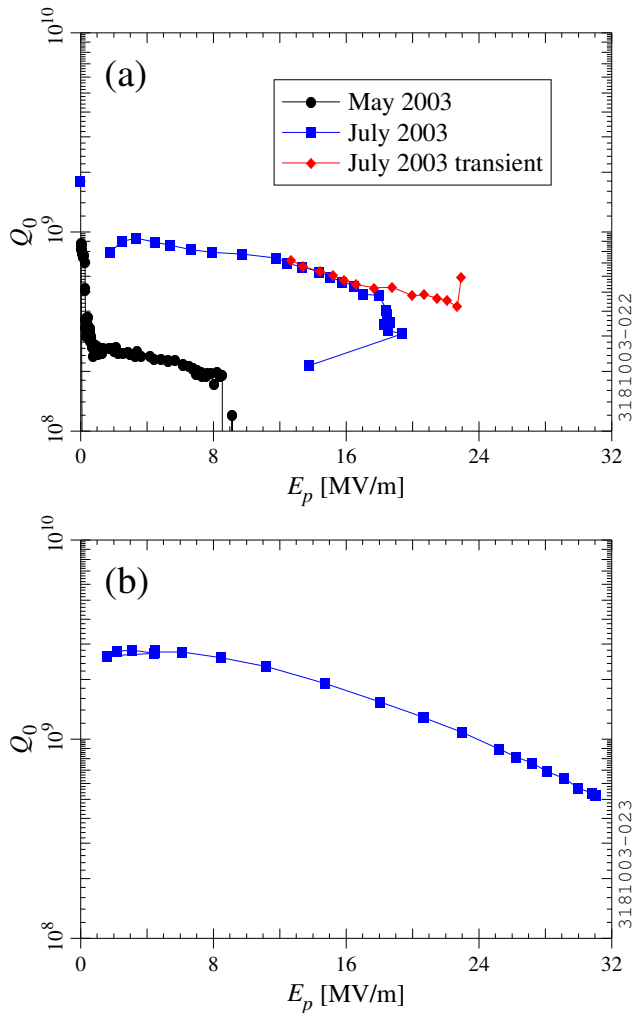 10^10
(a)
May 2003
July 2003
July 2003 transient
Q_0
10^9
10^8
0 8 16 24 32
E_p [MV/m]
3181003-022
10^10
(b)
Q_0
10^9
10^8
0 8 16 24 32
E_p [MV/m]
3181003-023